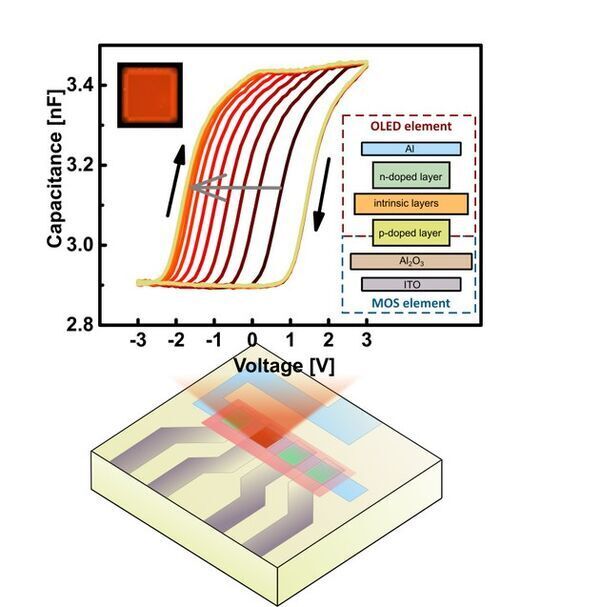 Capacitance [nF]
3.4
3.2
3.0
2.8
-3 -2 -1 0 1 2 3
Voltage [V]
OLED element
Al
n-doped layer
intrinsic layers
p-doped layer
Al₂O₃
ITO
MOS element